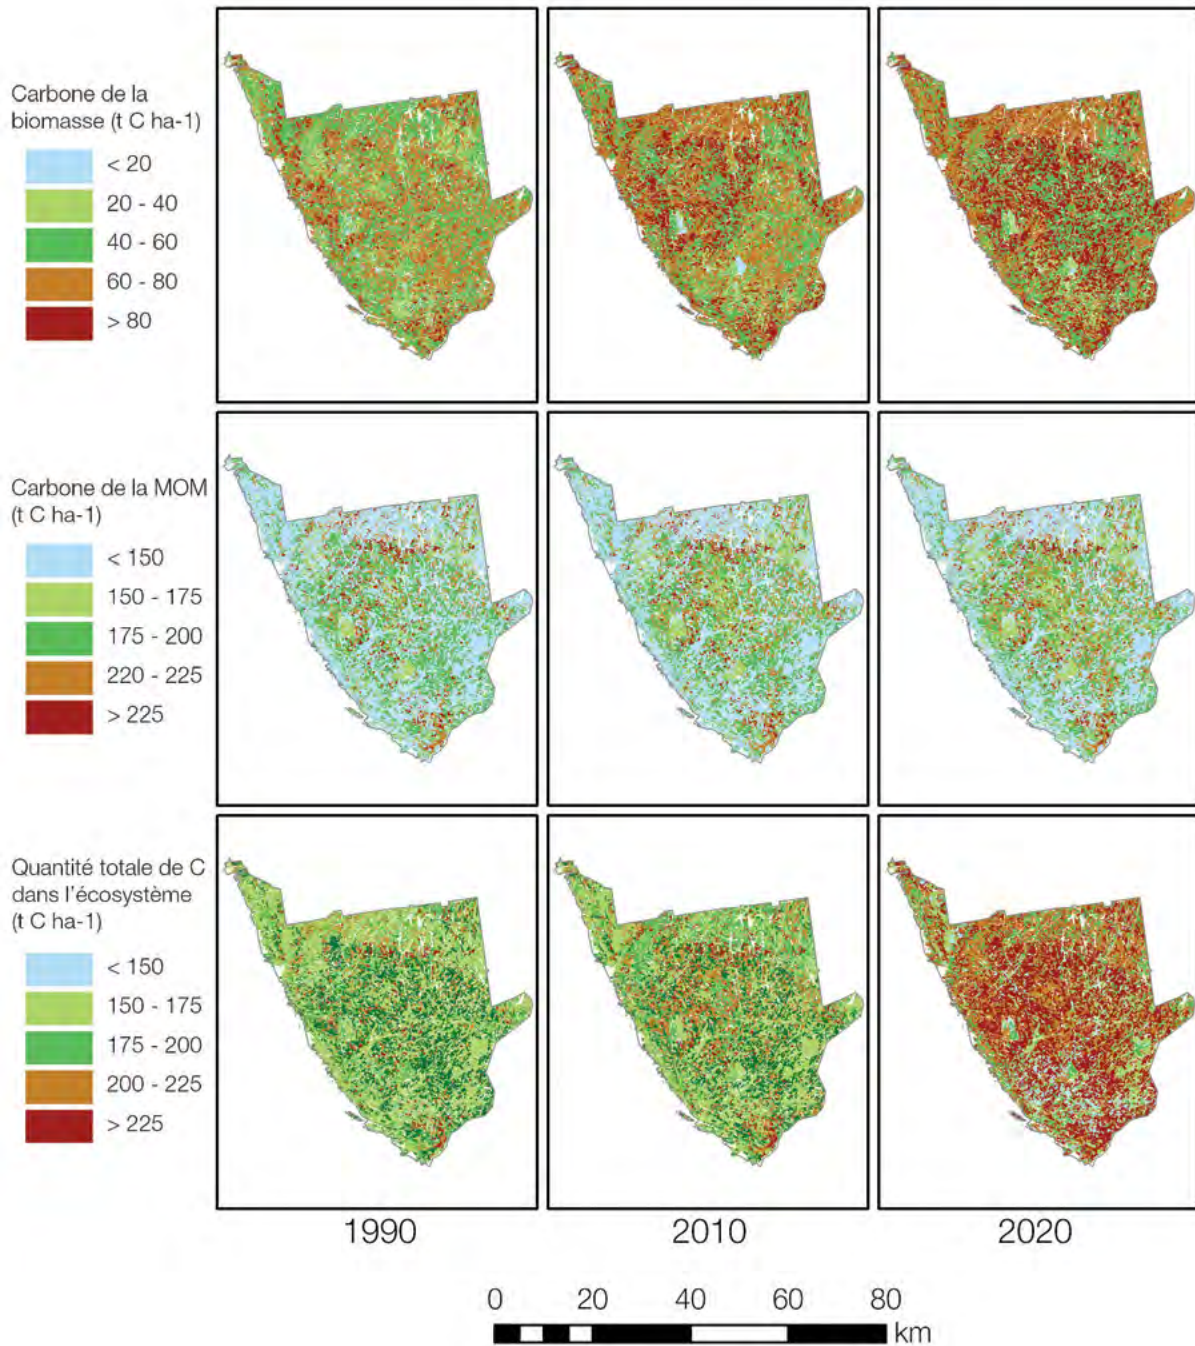 Carbone de la
biomasse (t C ha-1)
< 20
20 - 40
40 - 60
60 - 80
> 80
Carbone de la MOM
(t C ha-1)
< 150
150 - 175
175 - 200
220 - 225
> 225
Quantité totale de C
dans l'écosystème
(t C ha-1)
< 150
150 - 175
175 - 200
200 - 225
> 225
1990 2010 2020
0 20 40 60 80
km